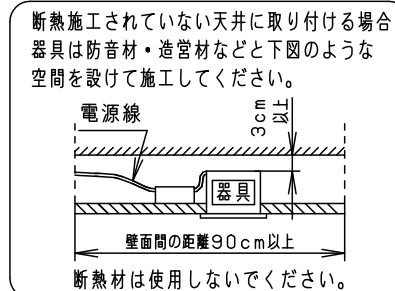 断熱施工されていない天井に取り付ける場合
器具は防音材・造営材などと下図のような
空間を設けて施工してください。
電源線
3cm
以上
器具
壁面間の距離90cm以上
断熱材は使用しないでください。